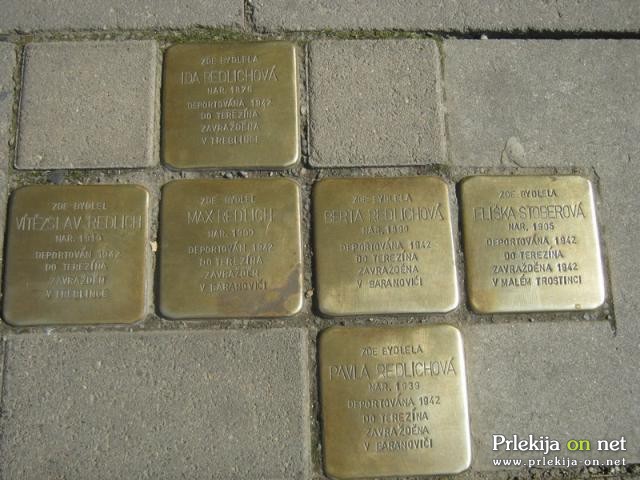 ZDE BYDLELA
IDA REDLICHOVÁ
NAR. 1876
DEPORTOVÁNA 1942
DO TEREZÍNA
ZAVRAŽDĚNA
V TREBLINCE
ZDE BYDLEL
VÍTĚZSLAV REDLICH
NAR. 1910
DEPORTOVÁN 1942
DO TEREZÍNA
ZAVRAŽDĚN
V TREBLINCE
ZDE BYDLEL
MAX REDLICH
NAR.
DEPORTOVÁN 1942
DO TEREZÍNA
ZAVRAŽDĚN
V BARANOVIČI
ZDE BYDLELA
BERTA REDLICHOVÁ
NAR.
DEPORTOVÁNA 1942
DO TEREZÍNA
ZAVRAŽDĚNA
V BARANOVIČI
ZDE BYDLELA
ELIŠKA STOBEROVÁ
NAR. 1905
DEPORTOVÁNA 1942
DO TEREZÍNA
ZAVRAŽDĚNA 1942
V MALÉM TROSTINCI
ZDE BYDLELA
PAVLA REDLICHOVÁ
NAR. 1939
DEPORTOVÁNA 1942
DO TEREZÍNA
ZAVRAŽDĚNA
V BARANOVIČI
Prlekija on net
www.prlekija-on.net